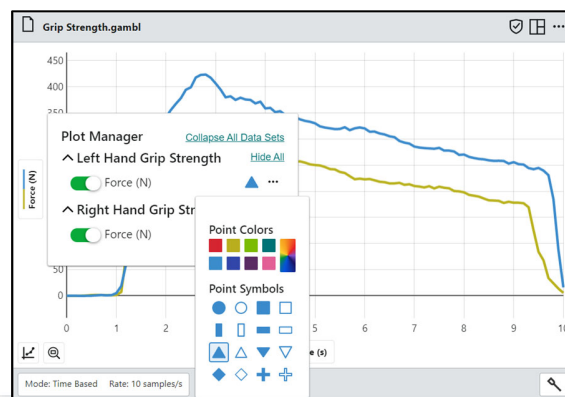 Grip Strength.gambl
450
400
350
50
0
Force (N)
Plot Manager
Collapse All Data Sets
Left Hand Grip Strength
Hide All
Force (N)
Right Hand Grip Str
Force (N)
Point Colors
Point Symbols
0 1 2 5 6 7 8 9 10
e (s)
Mode: Time Based Rate: 10 samples/s